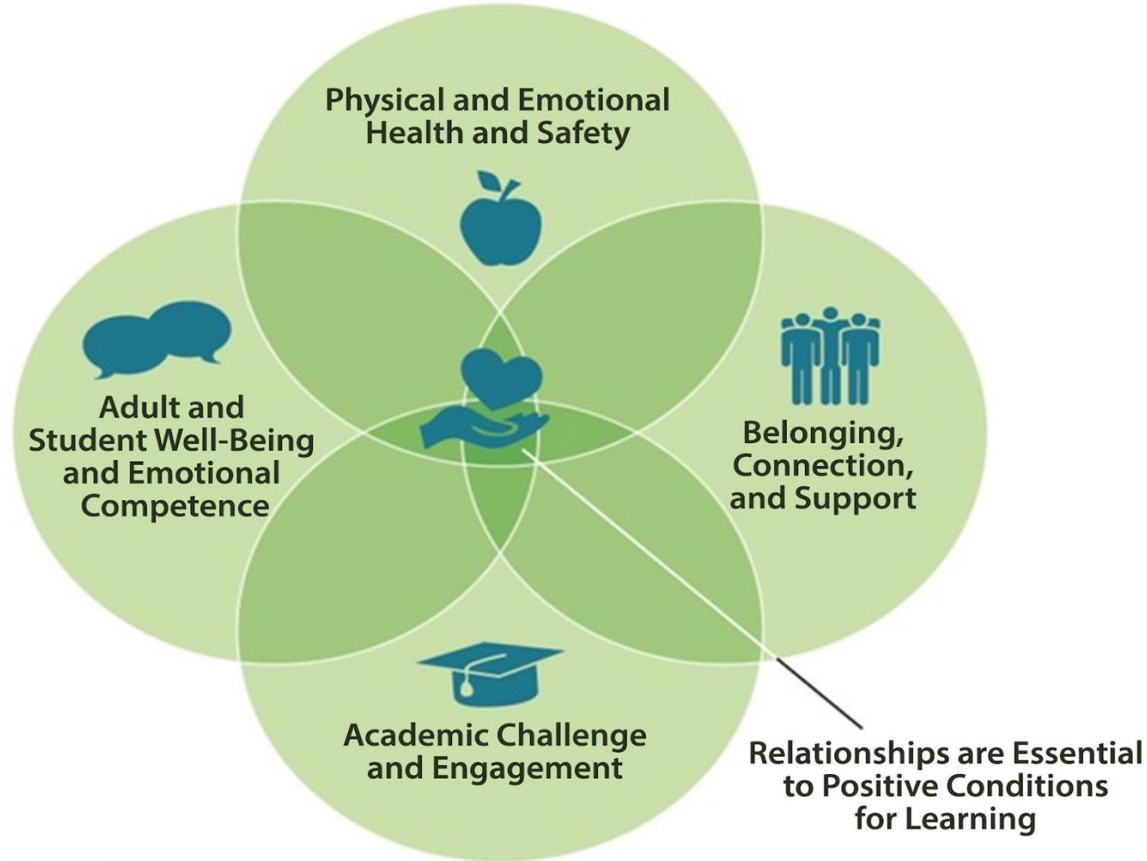 Physical and Emotional
Health and Safety
Adult and
Student Well-Being
and Emotional
Competence
Belonging,
Connection,
and Support
Academic Challenge
and Engagement
Relationships are Essential
to Positive Conditions
for Learning